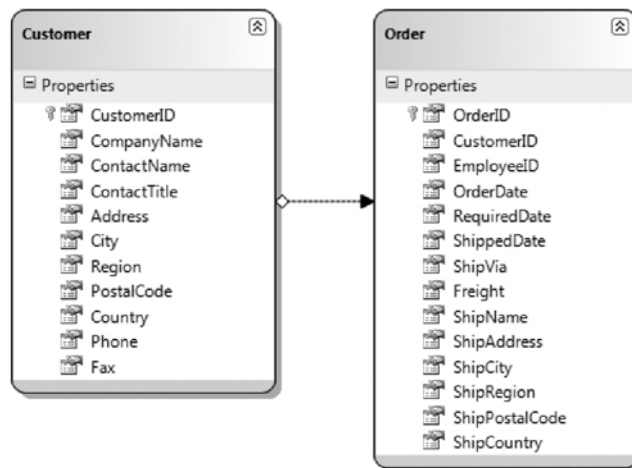 Customer
Properties
CustomerID
CompanyName
ContactName
ContactTitle
Address
City
Region
PostalCode
Country
Phone
Fax
Order
Properties
OrderID
CustomerID
EmployeeID
OrderDate
RequiredDate
ShippedDate
ShipVia
Freight
ShipName
ShipAddress
ShipCity
ShipRegion
ShipPostalCode
ShipCountry